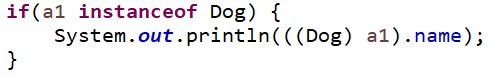 if(a1 instanceof Dog) {
    System.out.println(((Dog) a1).name);
}